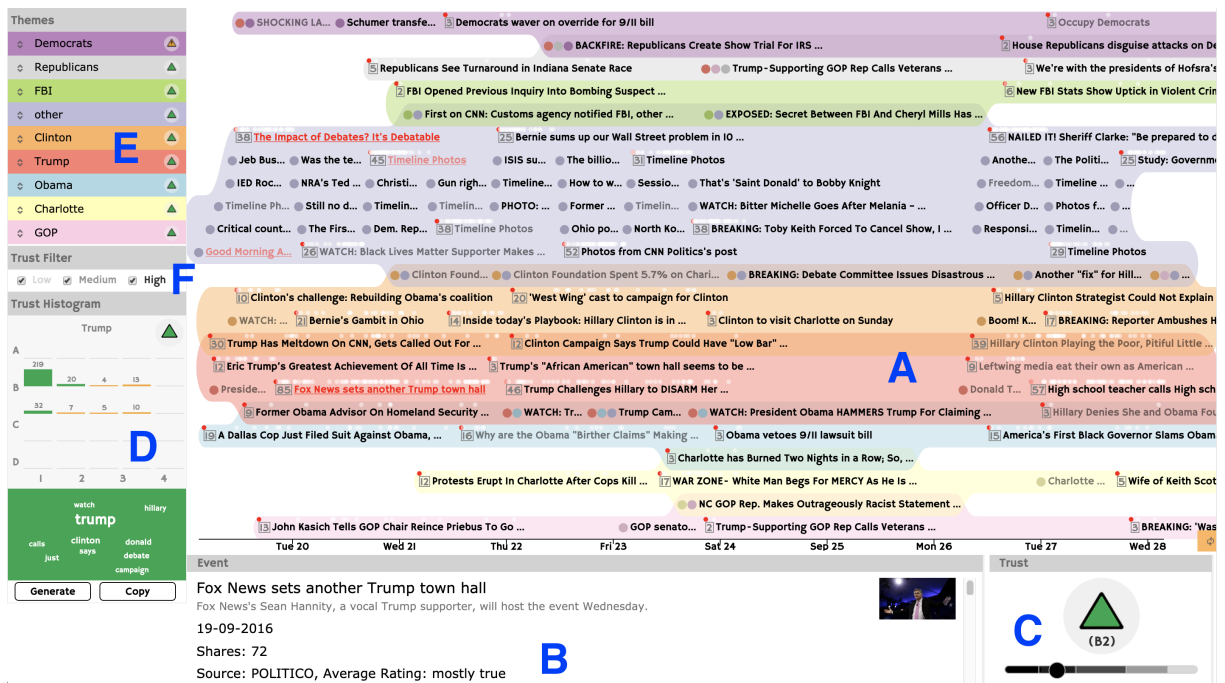 Themes
Democrats
Republicans
FBI
other
Clinton
Trump
Obama
Charlotte
GOP
E
Trust Filter
Low Medium High
F
Trust Histogram
Trump
A
219 20 4 13
B
32 7 5 10
C
D
D
1 2 3 4
watch
hillary
trump
calls
clinton
donald
says
just
debate
campaign
Generate Copy
SHOCKING LA... Schumer transfe... 3 Democrats waver on override for 9/11 bill 3 Occupy Democrats
BACKFIRE: Republicans Create Show Trial For IRS ... 2 House Republicans disguise attacks on De
5 Republicans See Turnaround in Indiana Senate Race Trump-Supporting GOP Rep Calls Veterans ... 3 We're with the presidents of Hofsra's
2 FBI Opened Previous Inquiry Into Bombing Suspect ... 6 New FBI Stats Show Uptick in Violent Crim
First on CNN: Customs agency notified FBI, other ... EXPOSED: Secret Between FBI And Cheryl Mills Has ...
38 The Impact of Debates? It's Debatable 25 Bernie sums up our Wall Street problem in 10 ... 56 NAILED IT! Sheriff Clarke: "Be prepared to d
Jeb Bus... Was the te... 45 Timeline Photos ISIS su... The billio... 31 Timeline Photos Anothe... The Politi... 25 Study: Governme
IED Roc... NRA's Ted ... Christi... Gun righ... Timeline... How to w... Sessio... That's 'Saint Donald' to Bobby Knight Freedom... Timeline ... ...
Timeline Ph... Still no d... Timelin... Timelin... PHOTO: ... Former ... Timelin... WATCH: Bitter Michelle Goes After Melania – ... Officer D... Photos f... ...
Critical count... The Firs... Dem. Rep... 38 Timeline Photos Ohio po... North Ko... 38 BREAKING: Toby Keith Forced To Cancel Show, I ... Responsi... Timelin... ...
Good Morning A... 26 WATCH: Black Lives Matter Supporter Makes ... 52 Photos from CNN Politics's post 29 Timeline Photos
Clinton Found... Clinton Foundation Spent 5.7% on Chari... BREAKING: Debate Committee Issues Disastrous ... Another "fix" for Hill... ...
10 Clinton's challenge: Rebuilding Obama's coalition 20 'West Wing' cast to campaign for Clinton 5 Hillary Clinton Strategist Could Not Explain
WATCH: ... 21 Bernie's Gambit in Ohio 14 Inside today's Playbook: Hillary Clinton is in ... 3 Clinton to visit Charlotte on Sunday Boom! K... 17 BREAKING: Reporter Ambushes H
30 Trump Has Meltdown On CNN, Gets Called Out For ... 12 Clinton Campaign Says Trump Could Have "Low Bar" ... 39 Hillary Clinton Playing the Poor, Pitiful Little ...
12 Eric Trump's Greatest Achievement Of All Time Is ... 3 Trump's "African American" town hall seems to be ... 9 Leftwing media eat their own as American ...
A
Preside... 85 Fox News sets another Trump town hall 46 Trump Challenges Hillary to DISARM Her ... Donald T... 57 High school teacher calls High sch
9 Former Obama Advisor On Homeland Security ... WATCH: Tr... Trump Cam... WATCH: President Obama HAMMERS Trump For Claiming ... 3 Hillary Denies She and Obama Fou
19 A Dallas Cop Just Filed Suit Against Obama, ... 16 Why are the Obama "Birther Claims" Making ... 3 Obama vetoes 9/11 lawsuit bill 15 America's First Black Governor Slams Obam
3 Charlotte has Burned Two Nights in a Row; So, ...
12 Protests Erupt In Charlotte After Cops Kill ... 17 WAR ZONE- White Man Begs For MERCY As He Is ... Charlotte ... 5 Wife of Keith Scot
NC GOP Rep. Makes Outrageously Racist Statement ...
13 John Kasich Tells GOP Chair Reince Priebus To Go ... GOP senato... 2 Trump-Supporting GOP Rep Calls Veterans ... 3 BREAKING: 'Was
Tue 20 Wed 21 Thu 22 Fri 23 Sat 24 Sep 25 Mon 26 Tue 27 Wed 28
Event
Fox News sets another Trump town hall
Fox News's Sean Hannity, a vocal Trump supporter, will host the event Wednesday.
19-09-2016
Shares: 72
Source: POLITICO, Average Rating: mostly true
B
Trust
C
(B2)